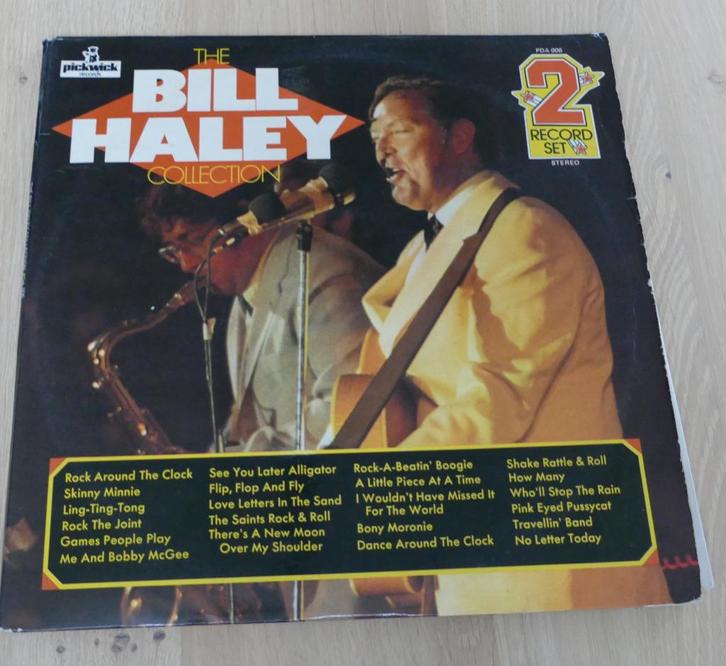 pickwick
records
THE
BILL
HALEY
COLLECTION
PDA 006
2
RECORD
SET
STEREO
Rock Around The Clock
Skinny Minnie
Ling-Ting-Tong
Rock The Joint
Games People Play
Me And Bobby McGee
See You Later Alligator
Flip, Flop And Fly
Love Letters In The Sand
The Saints Rock & Roll
There's A New Moon
Over My Shoulder
Rock-A-Beatin' Boogie
A Little Piece At A Time
I Wouldn't Have Missed It
For The World
Bony Moronie
Dance Around The Clock
Shake Rattle & Roll
How Many
Who'll Stop The Rain
Pink Eyed Pussycat
Travellin' Band
No Letter Today